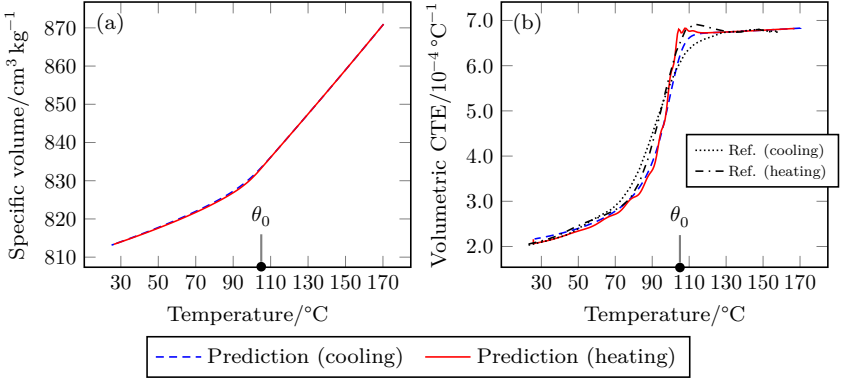 (a)
Specific volume/cm³ kg⁻¹
870
860
850
840
830
820
810
θ₀
30 50 70 90 110 130 150 170
Temperature/°C
(b)
Volumetric CTE/10⁻⁴ °C⁻¹
7.0
6.0
5.0
4.0
3.0
2.0
Ref. (cooling)
Ref. (heating)
θ₀
30 50 70 90 110 130 150 170
Temperature/°C
Prediction (cooling) Prediction (heating)